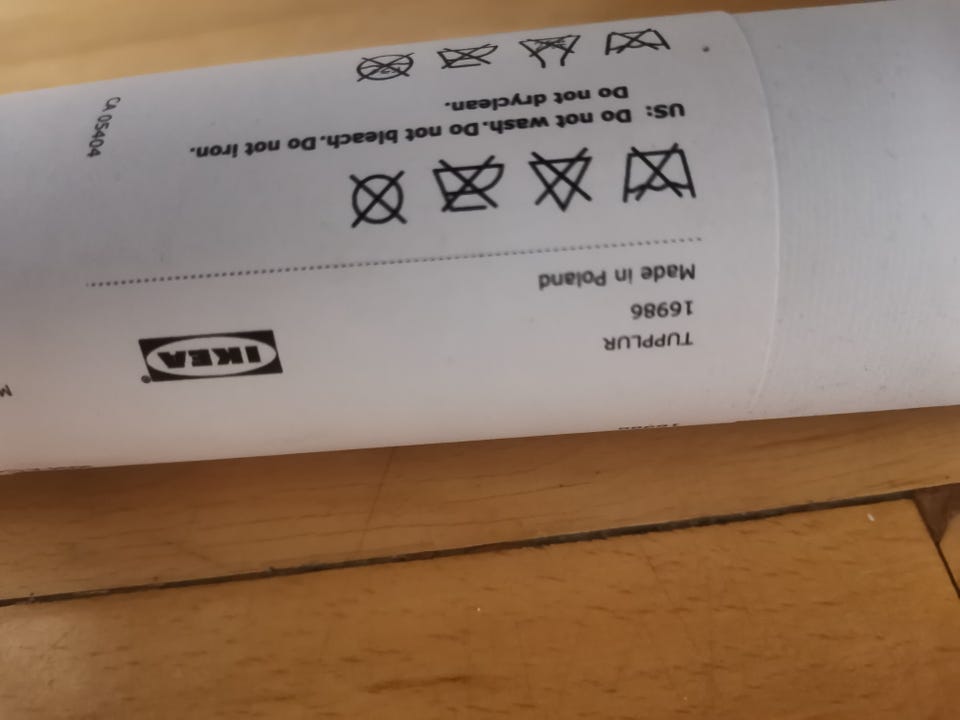 TUPPLUR
16986
Made in Poland
IKEA®
US: Do not wash. Do not bleach. Do not iron.
Do not dryclean.
CA 05404